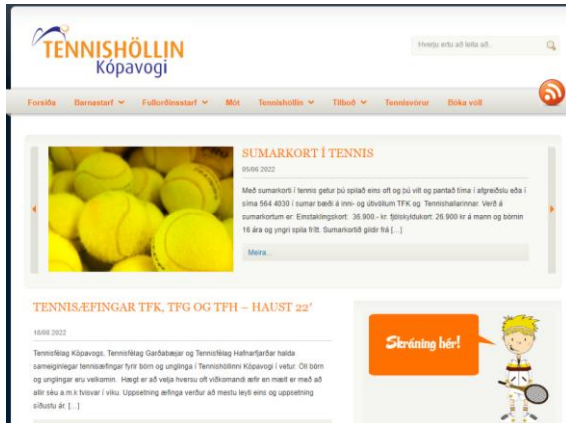 TENNISHÖLLIN
Kópavogi
Hverju ertu að leita að..
Forsíða Barnastarf Fullorðinsstarf Mót Tennishöllin Tilboð Tennisvörur Bóka völl
SUMARKORT Í TENNIS
05/06 2022
Með sumarkorti í tennis getur þú spilað eins oft og þú vilt og pantað tíma í afgreiðslu eða í
síma 564 4030 í sumar bæði á inni- og útivöllum TFK og Tennishallarinnar. Verð á
sumarkortum er: Einstaklingskort: 36.900.- kr. fjölskyldukort: 26.900 kr á mann og börnin
16 ára og yngri spila frítt. Sumarkortið gildir frá [...]
Meira...
TENNISÆFINGAR TFK, TFG OG TFH – HAUST 22′
18/08 2022
Tennisfélag Kópavogs, Tennisfélag Garðabæjar og Tennisfélag Hafnarfjarðar halda
sameiginlegar tennisæfingar fyrir börn og unglinga í Tennishöllinni Kópavogi í vetur. Öll börn
og unglingar eru velkomin. Hægt er að velja hversu oft viðkomandi æfir en mælt er með að
allir séu a.m.k tvisvar í viku. Uppsetning æfinga verður að mestu leyti eins og uppsetning
síðustu ár. [...]
Skráning hér!